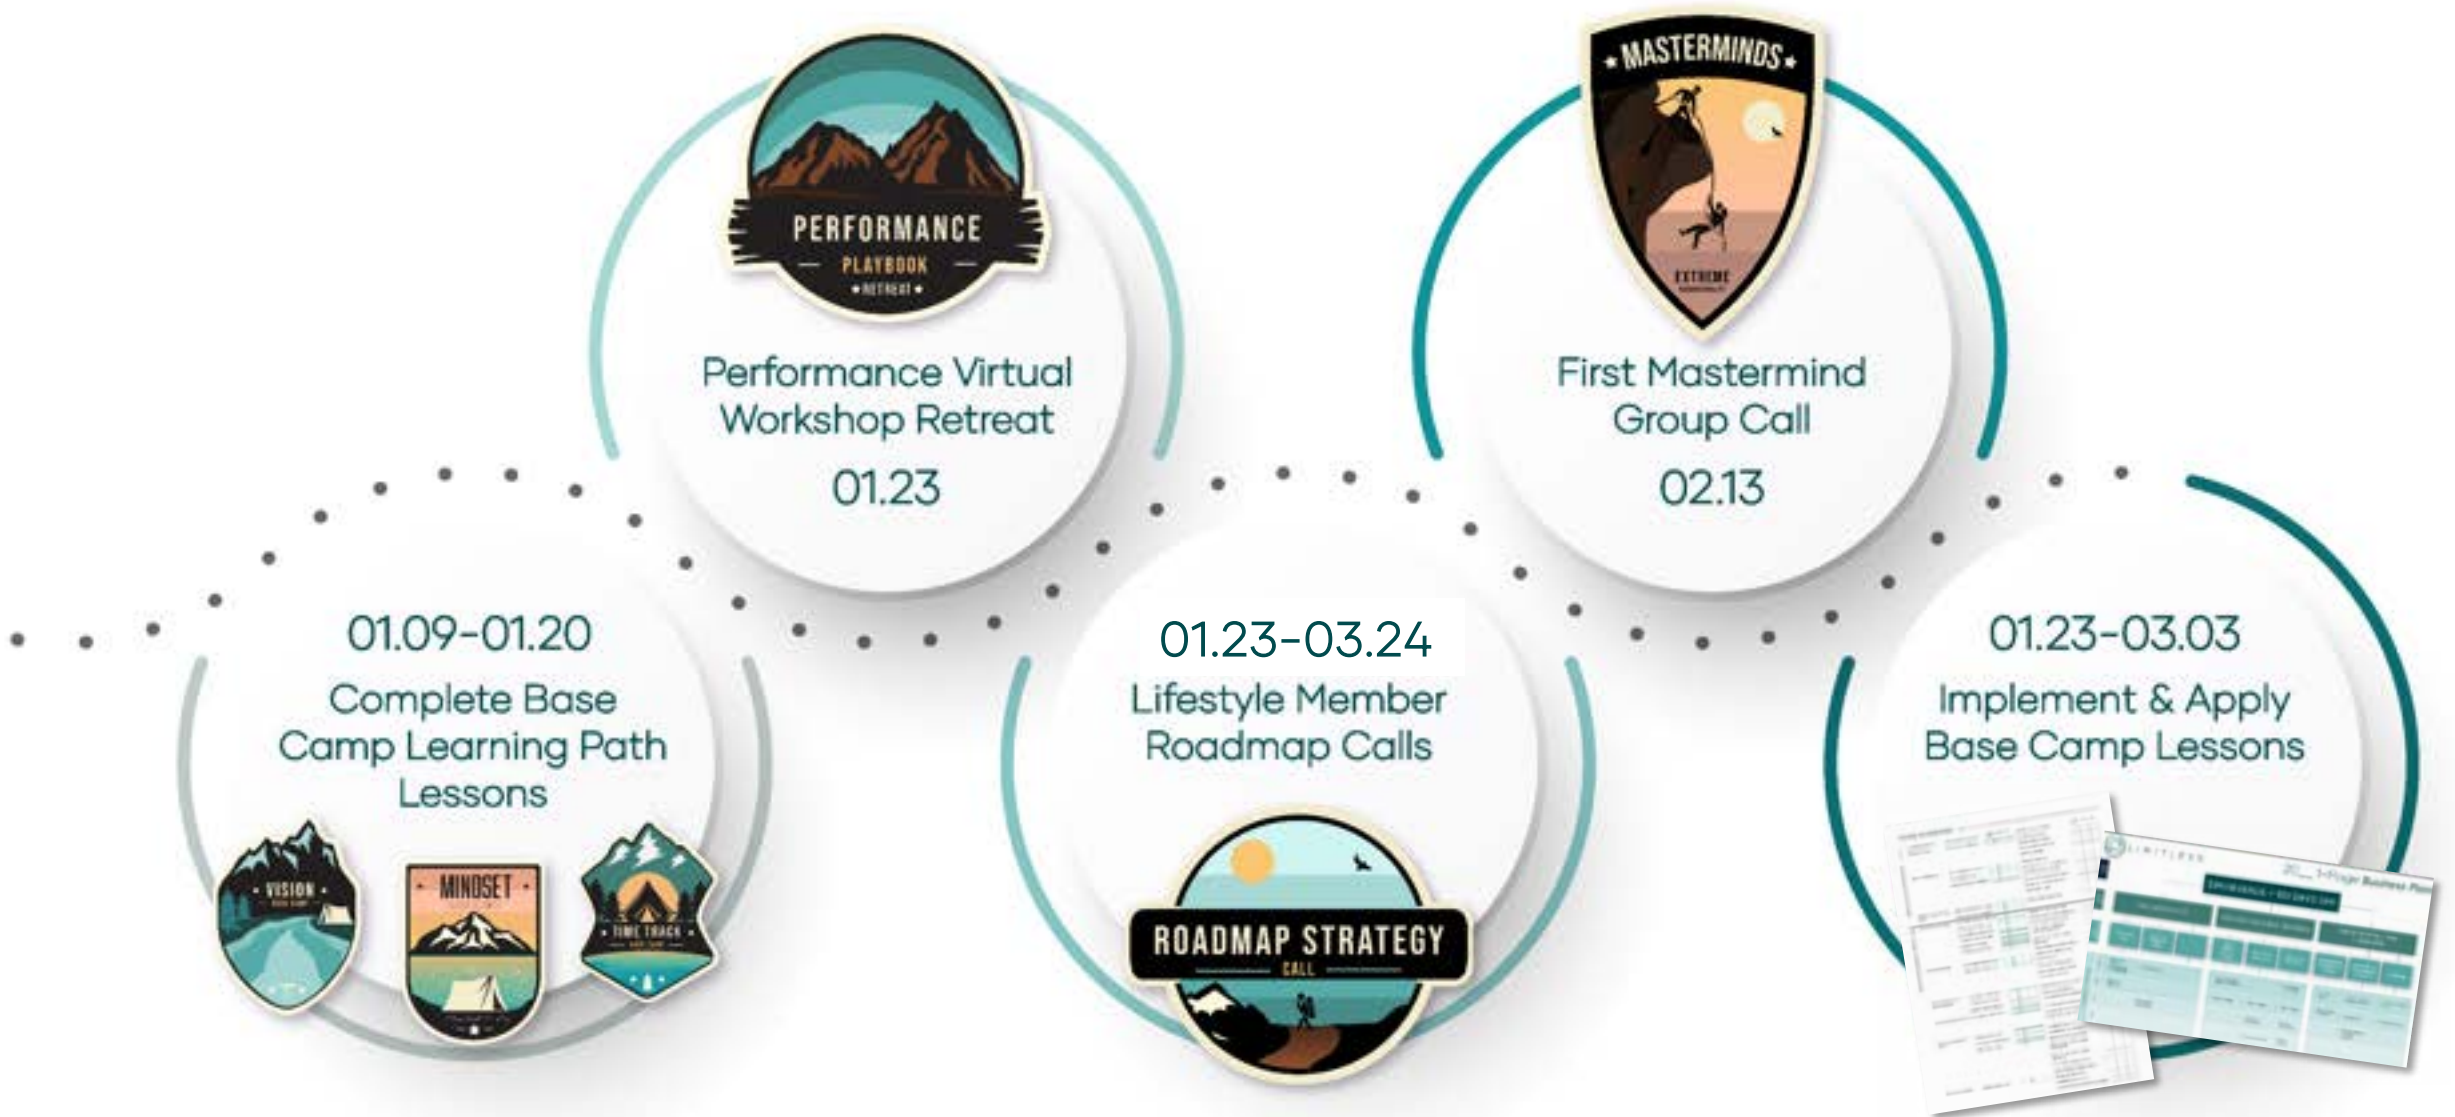 01.09-01.20
Complete Base
Camp Learning Path
Lessons
VISION
MINDSET
TIME TRACK
PERFORMANCE
PLAYBOOK
RETREAT
Performance Virtual
Workshop Retreat
01.23
01.23-03.24
Lifestyle Member
Roadmap Calls
ROADMAP STRATEGY
CALL
MASTERMINDS
EXTREME
First Mastermind
Group Call
02.13
01.23-03.03
Implement & Apply
Base Camp Lessons
LIMITLESS
1-Page Business Plan